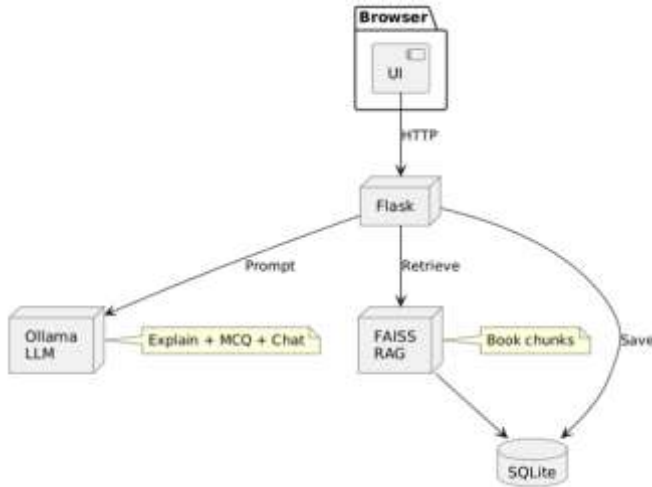 Browser
UI
HTTP
Flask
Prompt
Retrieve
Ollama
LLM
Explain + MCQ + Chat
FAISS
RAG
Book chunks
Save
SQLite